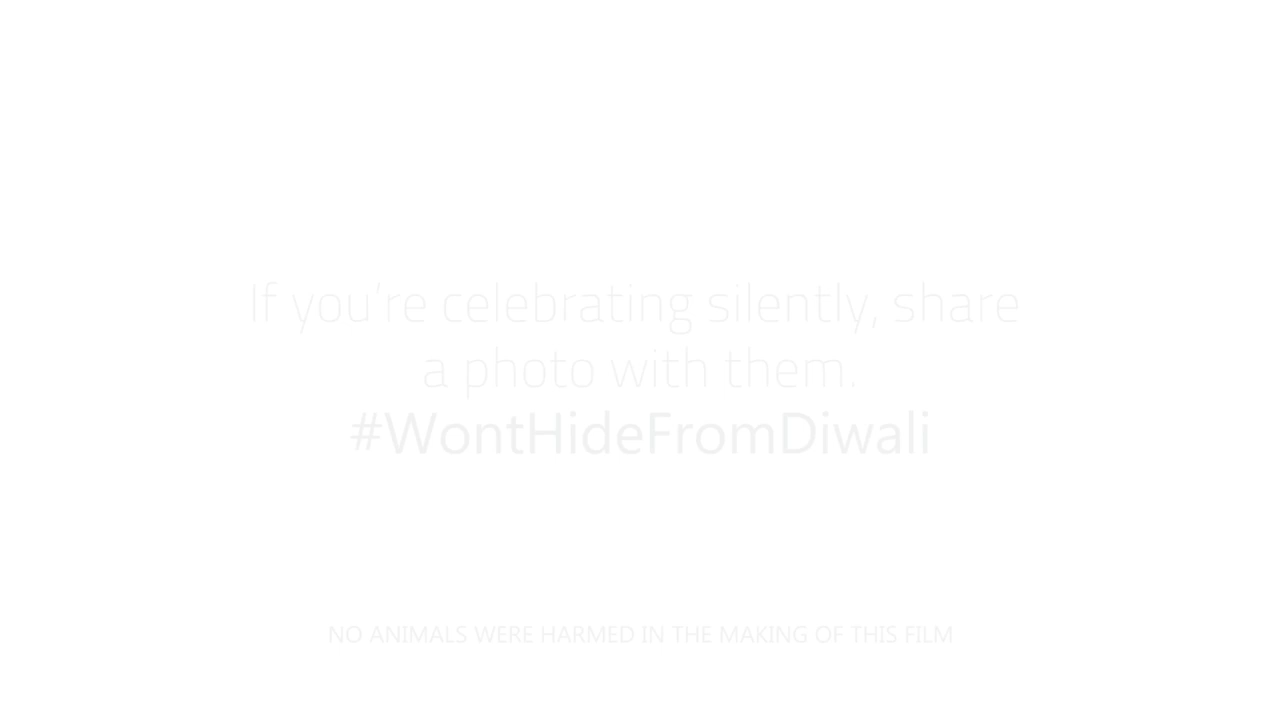 If you're celebrating silently, share
a photo with them.
#WontHideFromDiwali
NO ANIMALS WERE HARMED IN THE MAKING OF THIS FILM